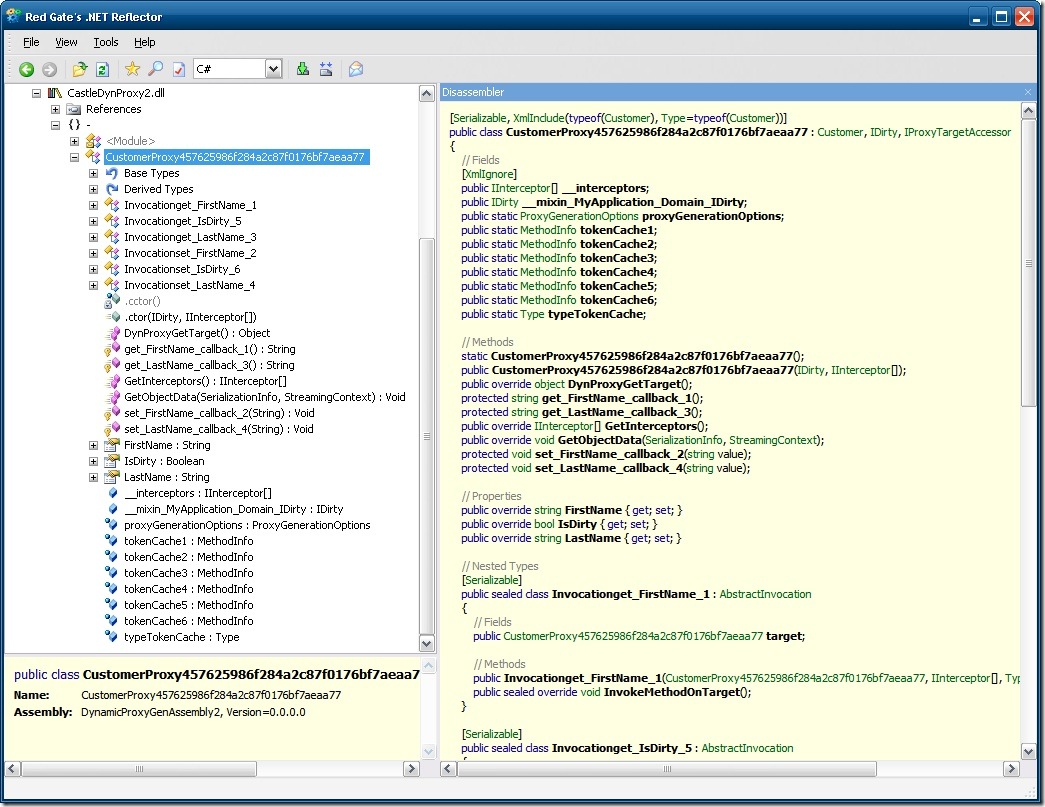 Red Gate's .NET Reflector
File View Tools Help
C#
CastleDynProxy2.dll
References
{} -
<Module>
CustomerProxy457625986f284a2c87f0176bf7aeaa77
Base Types
Derived Types
Invocationget_FirstName_1
Invocationget_IsDirty_5
Invocationget_LastName_3
Invocationset_FirstName_2
Invocationset_IsDirty_6
Invocationset_LastName_4
.cctor()
.ctor(IDirty, IInterceptor[])
DynProxyGetTarget() : Object
get_FirstName_callback_1() : String
get_LastName_callback_3() : String
GetInterceptors() : IInterceptor[]
GetObjectData(SerializationInfo, StreamingContext) : Void
set_FirstName_callback_2(String) : Void
set_LastName_callback_4(String) : Void
FirstName : String
IsDirty : Boolean
LastName : String
__interceptors : IInterceptor[]
__mixin_MyApplication_Domain_IDirty : IDirty
proxyGenerationOptions : ProxyGenerationOptions
tokenCache1 : MethodInfo
tokenCache2 : MethodInfo
tokenCache3 : MethodInfo
tokenCache4 : MethodInfo
tokenCache5 : MethodInfo
tokenCache6 : MethodInfo
typeTokenCache : Type
public class CustomerProxy457625986f284a2c87f0176bf7aeaa7
Name: CustomerProxy457625986f284a2c87f0176bf7aeaa77
Assembly: DynamicProxyGenAssembly2, Version=0.0.0.0
Disassembler
[Serializable, XmlInclude(typeof(Customer), Type=typeof(Customer))]
public class CustomerProxy457625986f284a2c87f0176bf7aeaa77 : Customer, IDirty, IProxyTargetAccessor
{
// Fields
[XmlIgnore]
public IInterceptor[] __interceptors;
public IDirty __mixin_MyApplication_Domain_IDirty;
public static ProxyGenerationOptions proxyGenerationOptions;
public static MethodInfo tokenCache1;
public static MethodInfo tokenCache2;
public static MethodInfo tokenCache3;
public static MethodInfo tokenCache4;
public static MethodInfo tokenCache5;
public static MethodInfo tokenCache6;
public static Type typeTokenCache;
// Methods
static CustomerProxy457625986f284a2c87f0176bf7aeaa77();
public CustomerProxy457625986f284a2c87f0176bf7aeaa77(IDirty, IInterceptor[]);
public override object DynProxyGetTarget();
protected string get_FirstName_callback_1();
protected string get_LastName_callback_3();
public override IInterceptor[] GetInterceptors();
public override void GetObjectData(SerializationInfo, StreamingContext);
protected void set_FirstName_callback_2(string value);
protected void set_LastName_callback_4(string value);
// Properties
public override string FirstName { get; set; }
public override bool IsDirty { get; set; }
public override string LastName { get; set; }
// Nested Types
[Serializable]
public sealed class Invocationget_FirstName_1 : AbstractInvocation
{
// Fields
public CustomerProxy457625986f284a2c87f0176bf7aeaa77 target;
// Methods
public Invocationget_FirstName_1(CustomerProxy457625986f284a2c87f0176bf7aeaa77, IInterceptor[], Typ
public sealed override void InvokeMethodOnTarget();
}
[Serializable]
public sealed class Invocationget_IsDirty_5 : AbstractInvocation
{